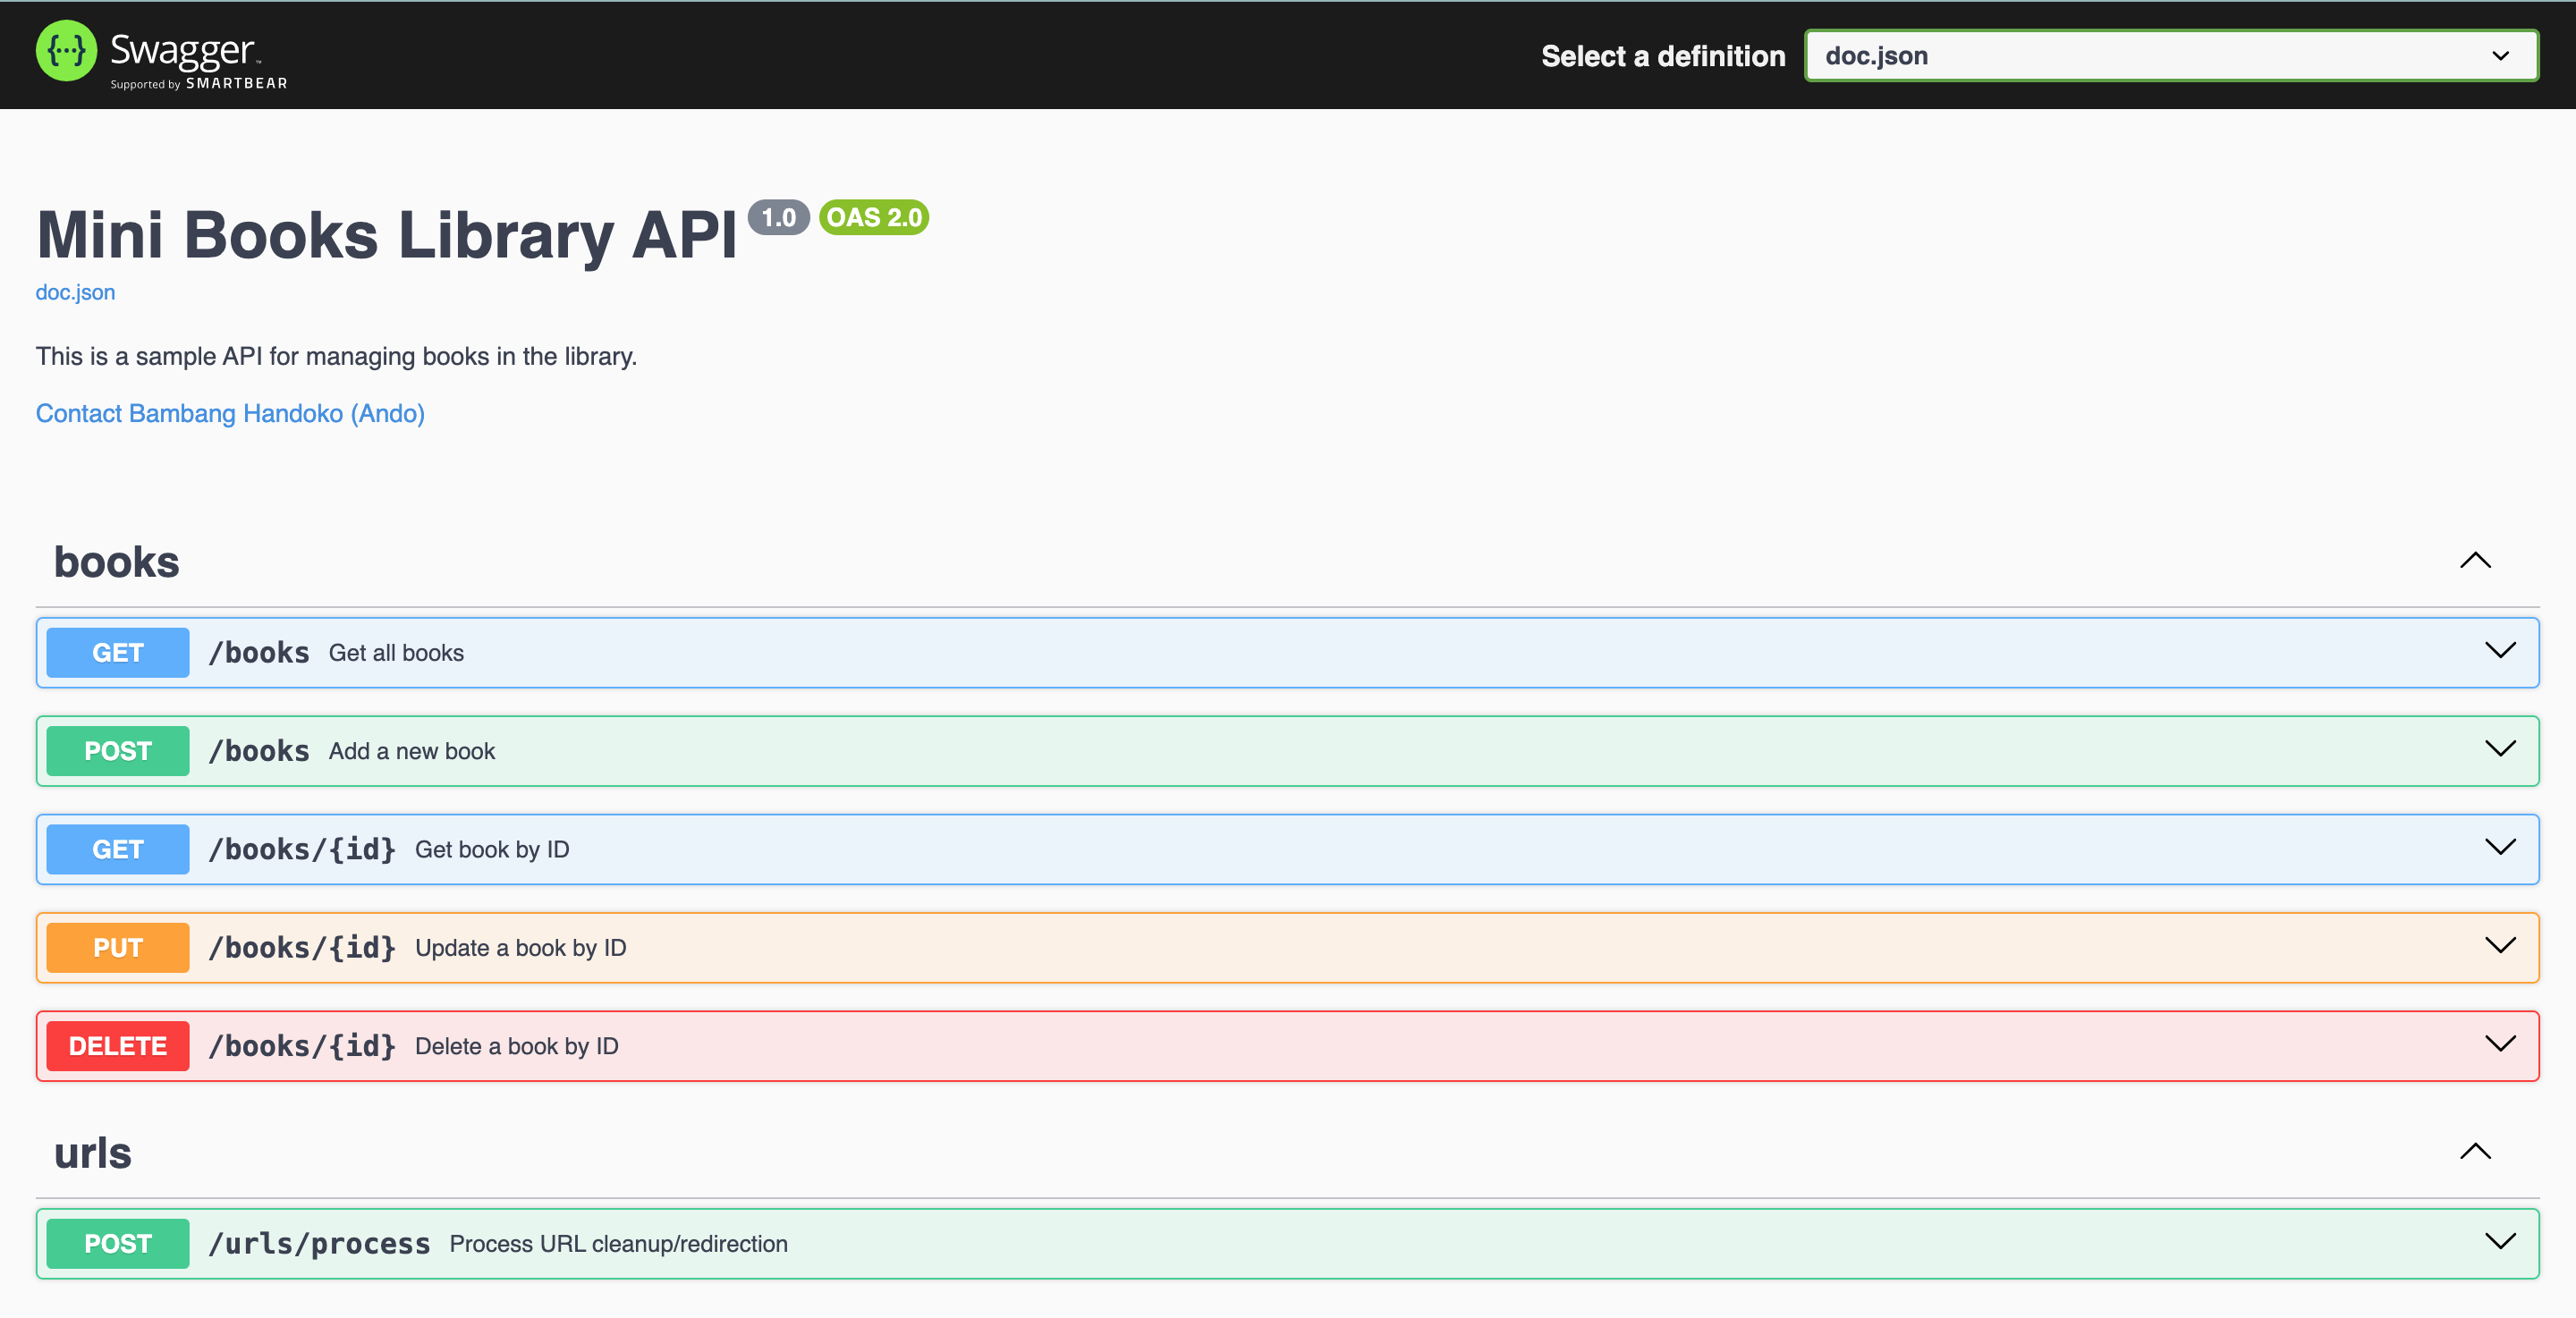 {...} Swagger™
Supported by SMARTBEAR
Select a definition
doc.json
Mini Books Library API 1.0 OAS 2.0
doc.json
This is a sample API for managing books in the library.
Contact Bambang Handoko (Ando)
books
GET /books Get all books
POST /books Add a new book
GET /books/{id} Get book by ID
PUT /books/{id} Update a book by ID
DELETE /books/{id} Delete a book by ID
urls
POST /urls/process Process URL cleanup/redirection